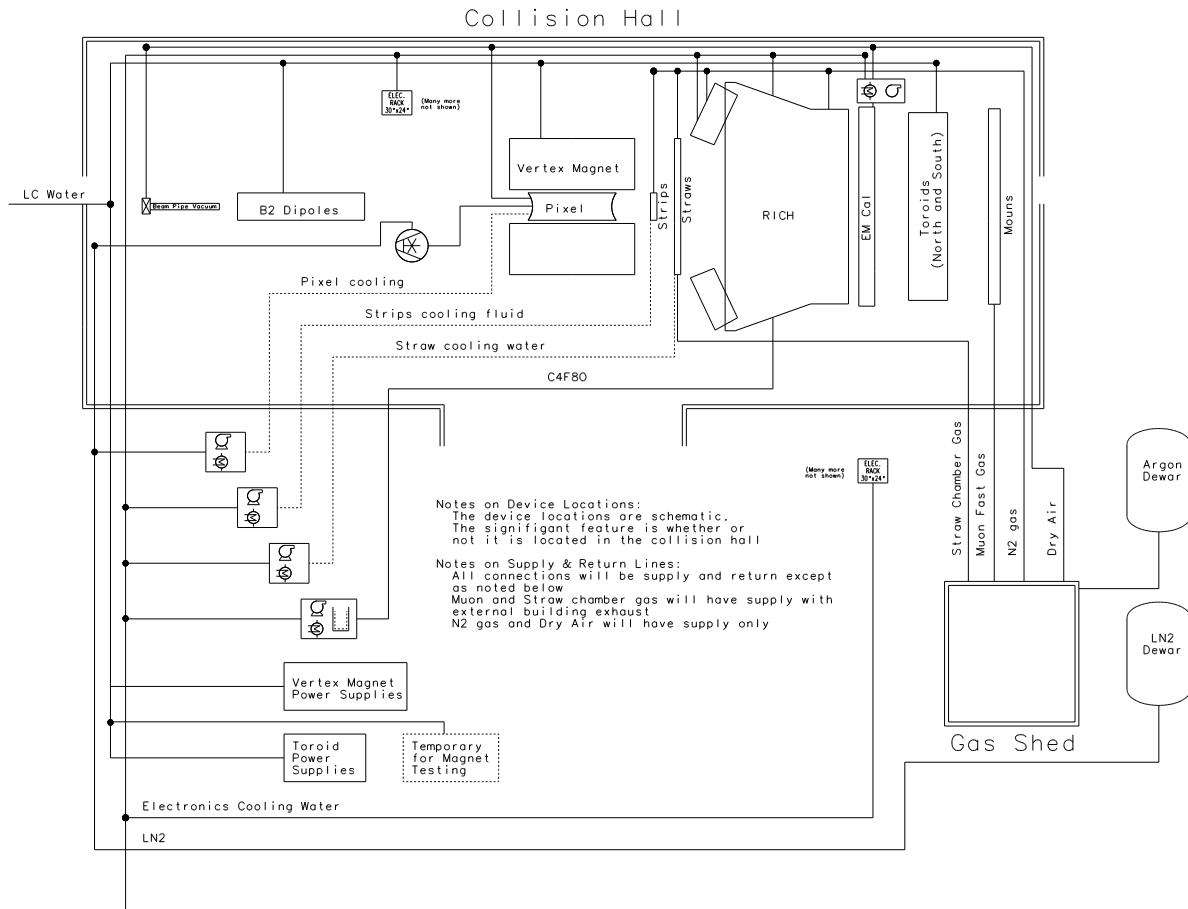 Collision Hall
ELEC.
RACK
30"x24"
(Many more
not shown)
LC Water
Beam Pipe Vacuum
B2 Dipoles
Vertex Magnet
Pixel
Strips
Straws
RICH
EM Cal
Toroids
(North and South)
Mouns
Pixel cooling
Strips cooling fluid
Straw cooling water
C4F8O
Straw Chamber Gas
Muon Fast Gas
N2 gas
Dry Air
Argon
Dewar
(Many more
not shown)
ELEC.
RACK
30"x24"
Notes on Device Locations:
The device locations are schematic.
The signifigant feature is whether or
not it is located in the collision hall
Notes on Supply & Return Lines:
All connections will be supply and return except
as noted below
Muon and Straw chamber gas will have supply with
external building exhaust
N2 gas and Dry Air will have supply only
LN2
Dewar
Gas Shed
Vertex Magnet
Power Supplies
Toroid
Power
Supplies
Temporary
for Magnet
Testing
Electronics Cooling Water
LN2